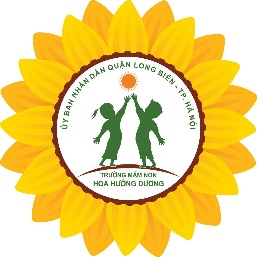 ỦY BAN NHÂN DÂN QUẬN LONG BIÊN - TP. HÀ NỘI
TRƯỜNG MẦM NON
HOA HƯỚNG DƯƠNG